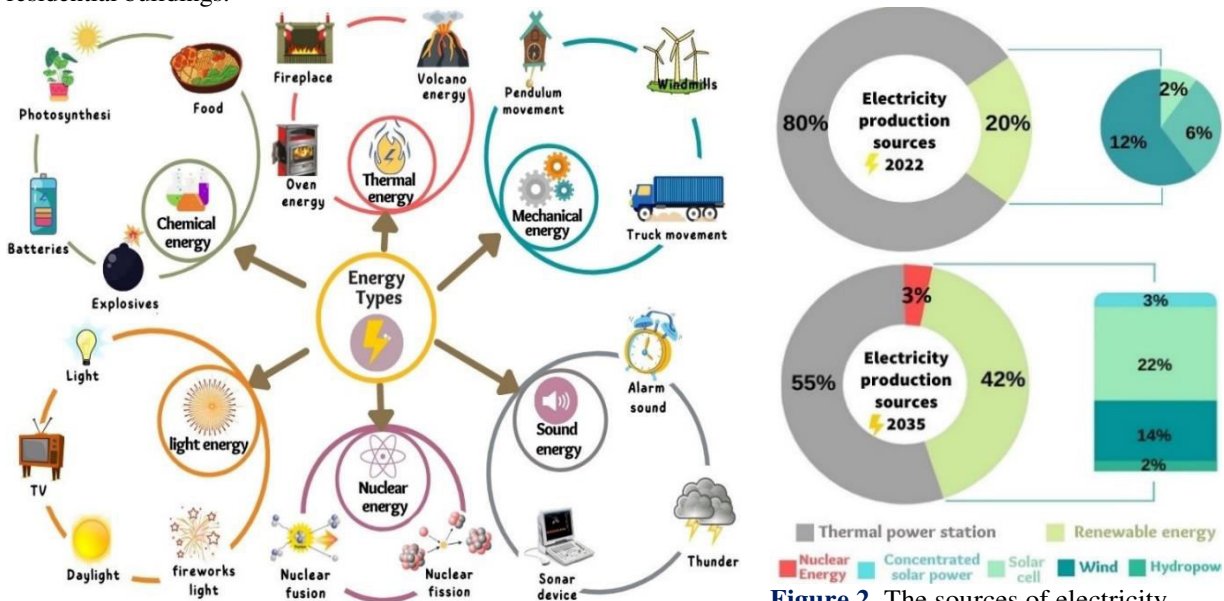 residential buildings.
Fireplace
Volcano
energy
Oven
energy
Thermal
energy
Photosynthesi
Food
Batteries
Explosives
Chemical
energy
Pendulum
movement
Windmills
Truck movement
Mechanical
energy
Energy
Types
Light
TV
Daylight
fireworks
light
light energy
Nuclear
energy
Nuclear
fusion
Nuclear
fission
Sound
energy
Alarm
sound
Thunder
Sonar
device
80%
Electricity
production
sources
2022
20%
2%
6%
12%
55%
3%
Electricity
production
sources
2035
42%
3%
22%
14%
2%
Thermal power station
Renewable energy
Nuclear
Energy
Concentrated
solar power
Solar
cell
Wind
Hydropow
Figure 2. The sources of electricity